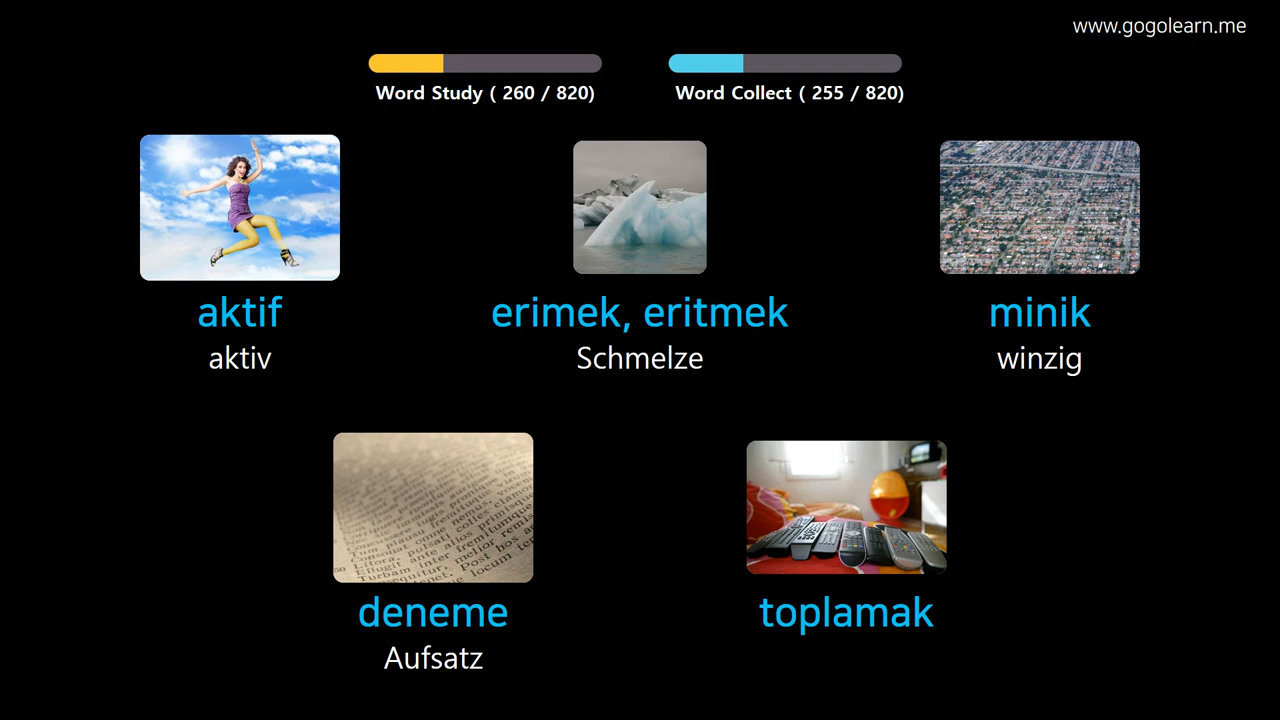 www.gogolearn.me
Word Study ( 260 / 820)
Word Collect ( 255 / 820)
aktif
aktiv
erimek, eritmek
Schmelze
minik
winzig
deneme
Aufsatz
toplamak